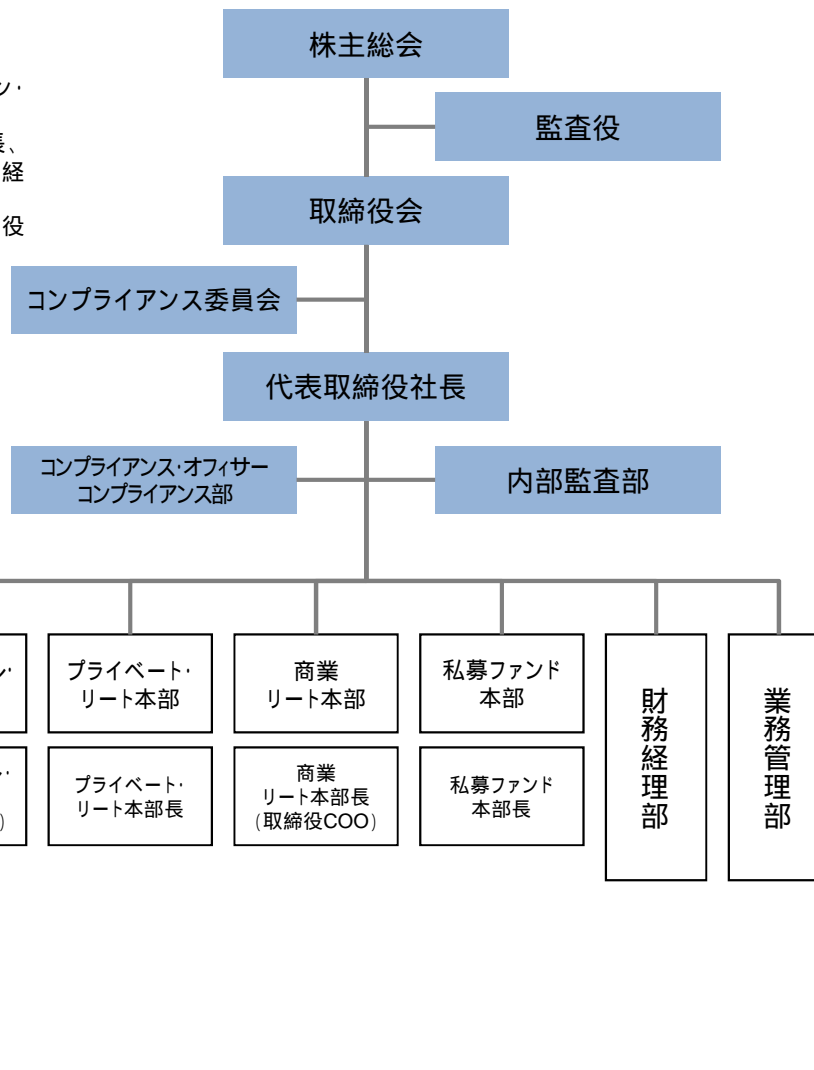 株主総会
ン・
監査役
長、
経
取締役会
役
コンプライアンス委員会
代表取締役社長
コンプライアンス・オフィサー
コンプライアンス部
内部監査部
ン・
プライベート・
リート本部
商業
リート本部
私募ファンド
本部
財務経理部
業務管理部
プライベート・
リート本部長
商業
リート本部長
(取締役COO)
私募ファンド
本部長
)